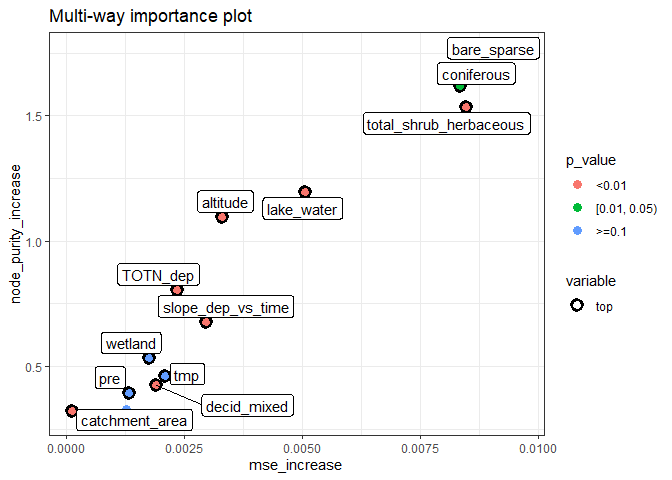 Multi-way importance plot
bare_sparse
coniferous
total_shrub_herbaceous
altitude
lake_water
TOTN_dep
slope_dep_vs_time
wetland
tmp
pre
decid_mixed
catchment_area
1.5
1.0
0.5
node_purity_increase
0.0000
0.0025
0.0050
0.0075
0.0100
mse_increase
p_value
<0.01
[0.01, 0.05)
>=0.1
variable
top